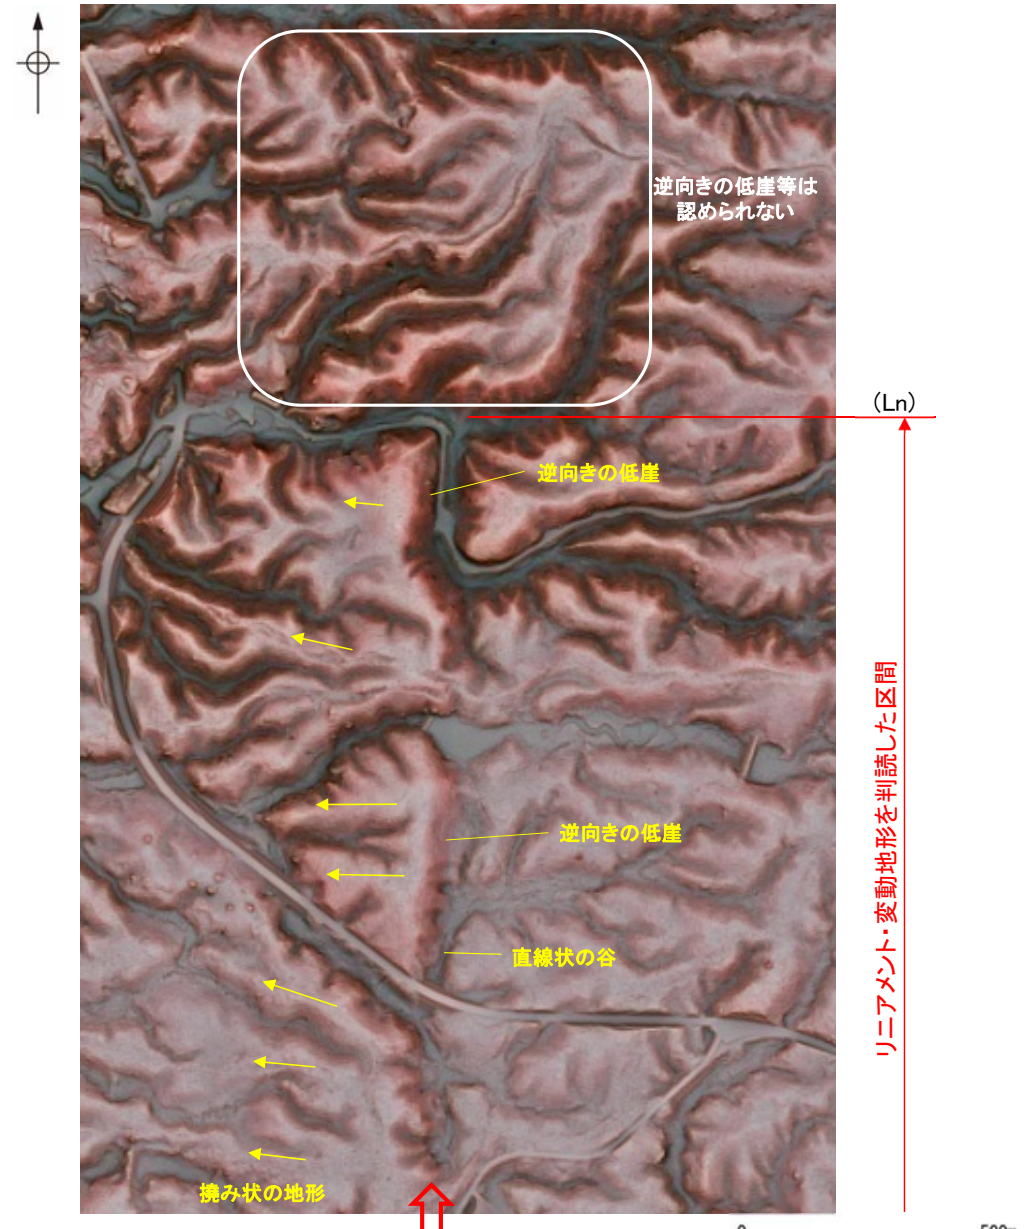 逆向きの低崖等は
認められない
(Ln)
逆向きの低崖
リニアメント・変動地形を判読した区間
逆向きの低崖
直線状の谷
撓み状の地形